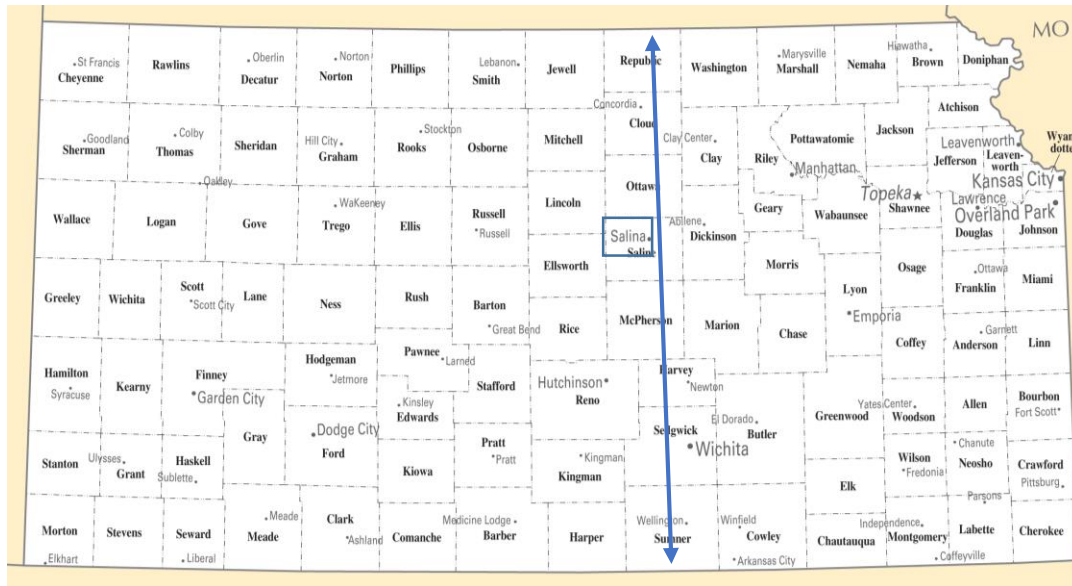 MO
St Francis
Cheyenne
Rawlins
Oberlin
Decatur
Norton
Norton
Phillips
Lebanon
Smith
Jewell
Republic
Washington
Marysville
Marshall
Nemaha
Hiawatha
Brown
Doniphan
Goodland
Sherman
Colby
Thomas
Sheridan
Hill City
Graham
Stockton
Rooks
Osborne
Mitchell
Concordia
Cloud
Clay Center
Clay
Riley
Pottawatomie
Manhattan
Jackson
Atchison
Leavenworth
Jefferson
Leaven-
worth
Wyan
dotte
Kansas City
Oakley
Wallace
Logan
Gove
WaKeeney
Trego
Ellis
Russell
Russell
Lincoln
Ottawa
Salina
Saline
Abilene
Dickinson
Geary
Wabaunsee
Topeka
Shawnee
Lawrence
Douglas
Overland Park
Johnson
Greeley
Wichita
Scott
Scott City
Lane
Ness
Rush
Barton
Great Bend
Ellsworth
Rice
McPherson
Marion
Morris
Chase
Lyon
Emporia
Osage
Ottawa
Franklin
Miami
Hamilton
Syracuse
Kearny
Finney
Garden City
Hodgeman
Jetmore
Pawnee
Larned
Stafford
Hutchinson
Reno
Harvey
Newton
Coffey
Garnett
Anderson
Linn
Gray
Dodge City
Ford
Kinsley
Edwards
Pratt
Pratt
Kingman
Kingman
Sedgwick
Wichita
El Dorado
Butler
Greenwood
Yates Center
Woodson
Allen
Bourbon
Fort Scott
Stanton
Ulysses
Grant
Haskell
Sublette
Kiowa
Elk
Wilson
Fredonia
Chanute
Neosho
Crawford
Pittsburg
Morton
Elkhart
Stevens
Seward
Liberal
Meade
Meade
Clark
Ashland
Comanche
Medicine Lodge
Barber
Harper
Wellington
Sumner
Winfield
Cowley
Arkansas City
Chautauqua
Independence
Montgomery
Coffeyville
Parsons
Labette
Cherokee